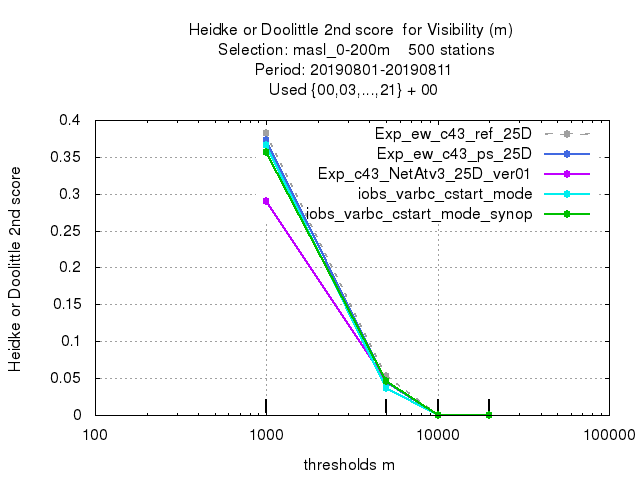 Heidke or Doolittle 2nd score  for Visibility (m)
Selection: masl_0-200m    500 stations
Period: 20190801-20190811
Used {00,03,...,21} + 00
Heidke or Doolittle 2nd score
0.4
0.35
0.3
0.25
0.2
0.15
0.1
0.05
0
Exp_ew_c43_ref_25D
Exp_ew_c43_ps_25D
Exp_c43_NetAtv3_25D_ver01
iobs_varbc_cstart_mode
iobs_varbc_cstart_mode_synop
100
1000
10000
100000
thresholds m